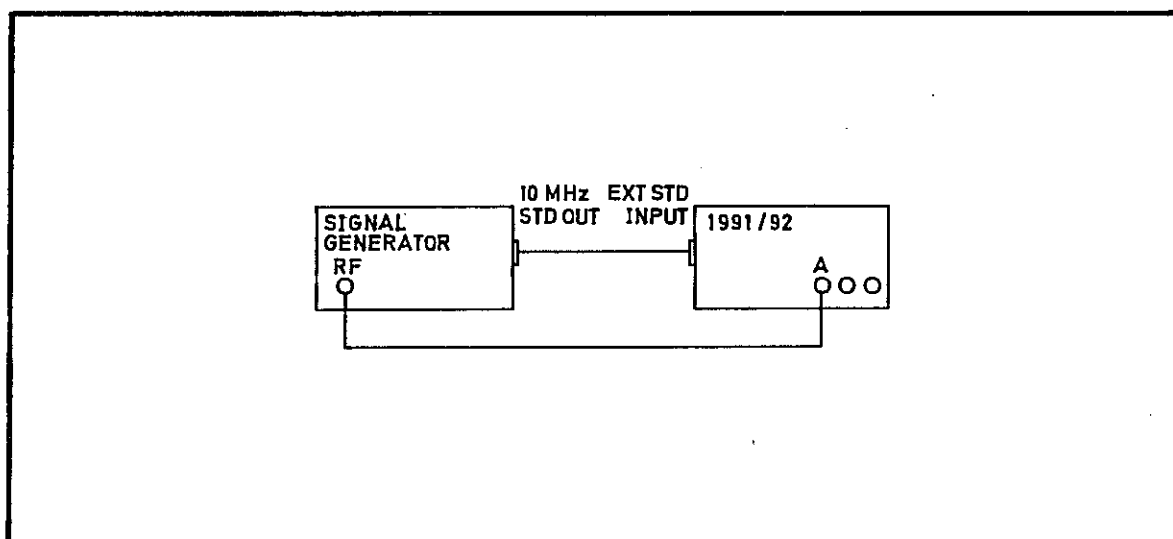 10 MHz EXT STD
STD OUT INPUT
SIGNAL
GENERATOR
RF
1991/92
A